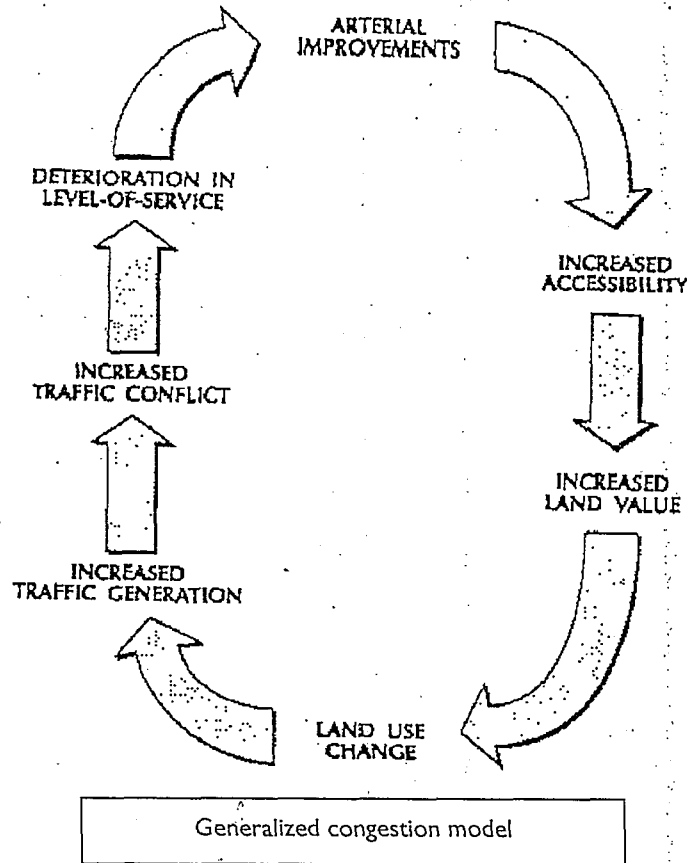 ARTERIAL
IMPROVEMENTS
INCREASED
ACCESSIBILITY
INCREASED
LAND VALUE
LAND USE
CHANGE
INCREASED
TRAFFIC GENERATION
INCREASED
TRAFFIC CONFLICT
DETERIORATION IN
LEVEL-OF-SERVICE
Generalized congestion model